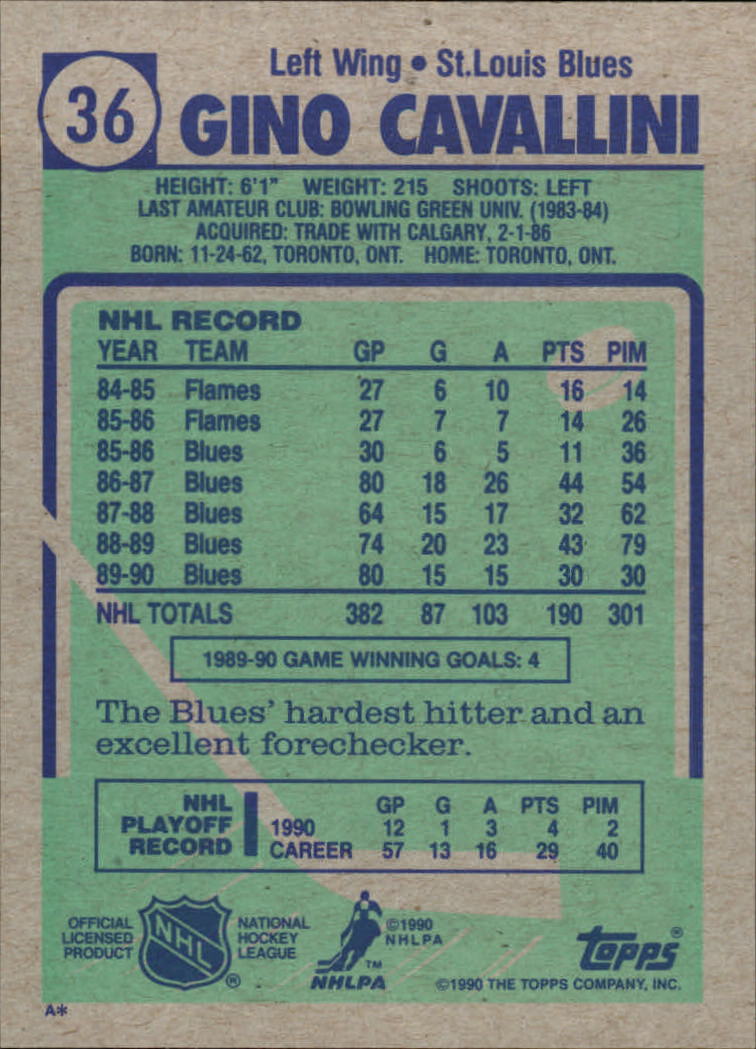 36
Left Wing • St.Louis Blues
GINO CAVALLINI
HEIGHT: 6'1" WEIGHT: 215 SHOOTS: LEFT
LAST AMATEUR CLUB: BOWLING GREEN UNIV. (1983-84)
ACQUIRED: TRADE WITH CALGARY, 2-1-86
BORN: 11-24-62, TORONTO, ONT. HOME: TORONTO, ONT.
NHL RECORD
YEAR TEAM GP G A PTS PIM
84-85 Flames 27 6 10 16 14
85-86 Flames 27 7 7 14 26
85-86 Blues 30 6 5 11 36
86-87 Blues 80 18 26 44 54
87-88 Blues 64 15 17 32 62
88-89 Blues 74 20 23 43 79
89-90 Blues 80 15 15 30 30
NHL TOTALS 382 87 103 190 301
1989-90 GAME WINNING GOALS: 4
The Blues' hardest hitter and an
excellent forechecker.
NHL PLAYOFF RECORD
GP G A PTS PIM
1990 12 1 3 4 2
CAREER 57 13 16 29 40
OFFICIAL
LICENSED
PRODUCT
NHL
®
NATIONAL
HOCKEY
LEAGUE
TM
NHLPA
©1990
NHLPA
TOPPS®
©1990 THE TOPPS COMPANY, INC.
A*